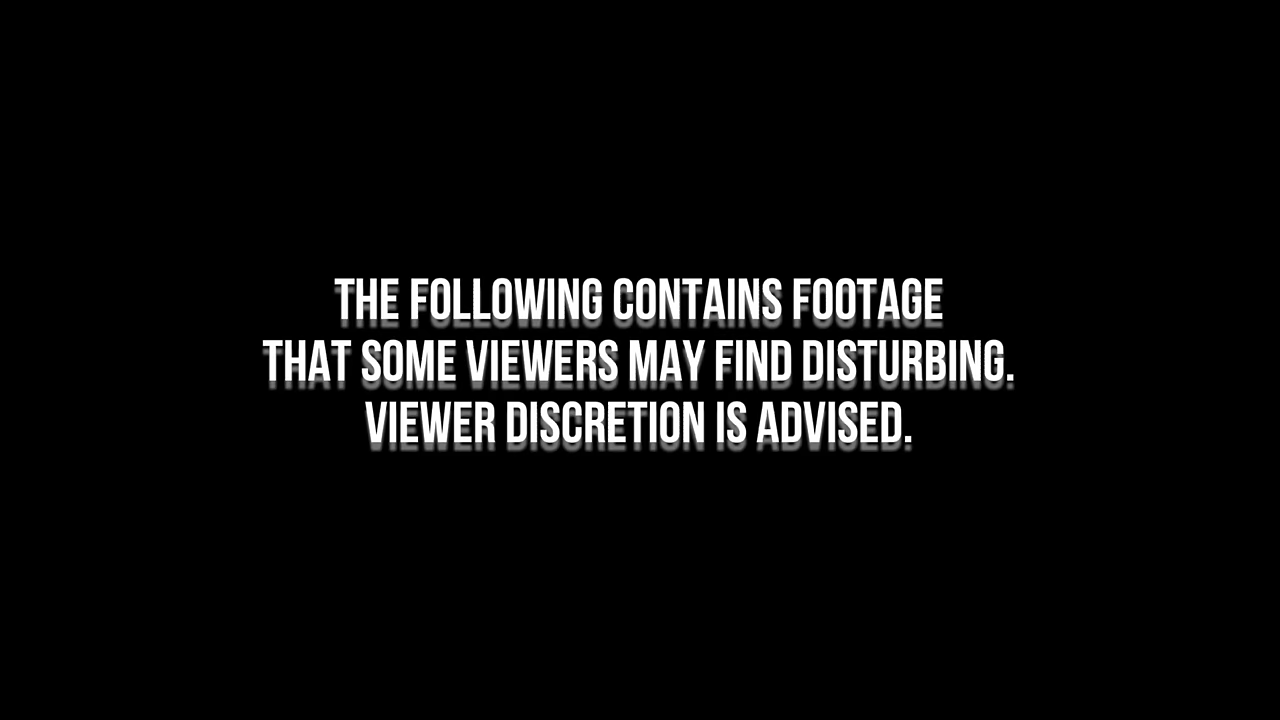 THE FOLLOWING CONTAINS FOOTAGE
THAT SOME VIEWERS MAY FIND DISTURBING.
VIEWER DISCRETION IS ADVISED.